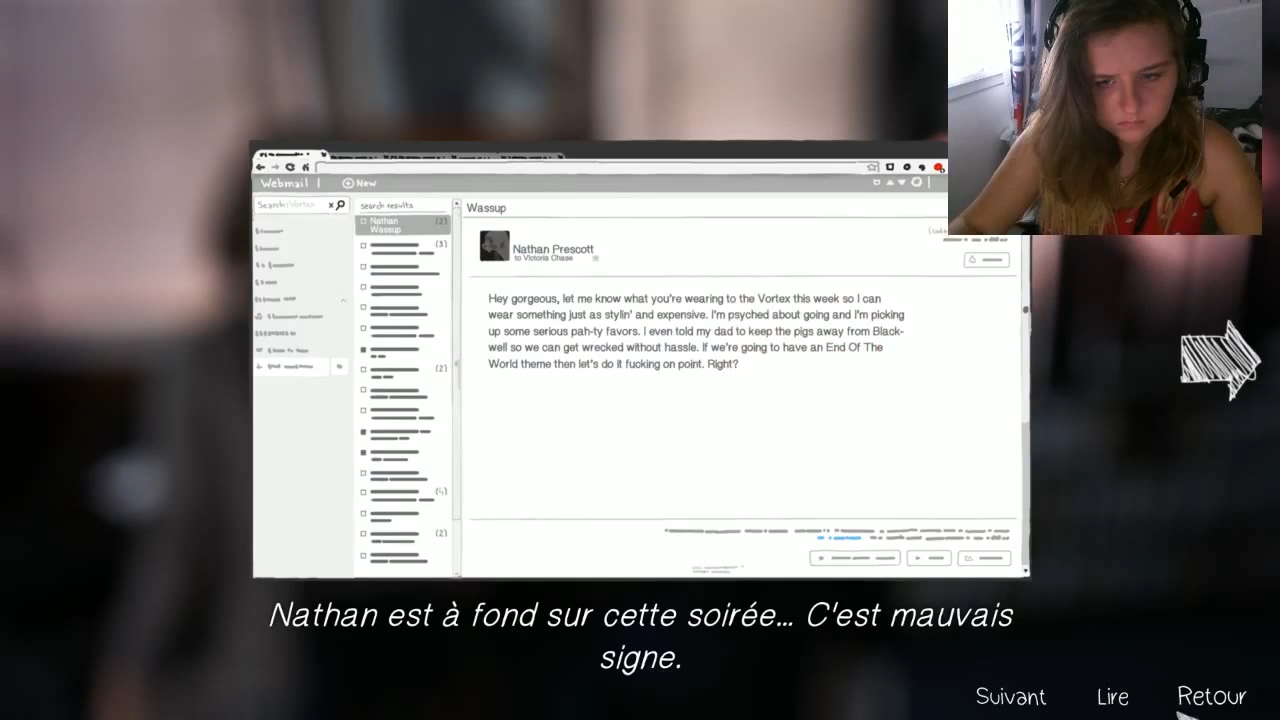 Webmail | New
Search:Vortex x
search results
Nathan (2)
Wassup
(3)
(2)
(4)
(2)
Wassup
Nathan Prescott
to Victoria Chase
Hey gorgeous, let me know what you're wearing to the Vortex this week so I can
wear something just as stylin' and expensive. I'm psyched about going and I'm picking
up some serious pah-ty favors. I even told my dad to keep the pigs away from Black-
well so we can get wrecked without hassle. If we're going to have an End Of The
World theme then let's do it fucking on point. Right?
Nathan est à fond sur cette soirée... C'est mauvais
signe.
Suivant Lire Retour